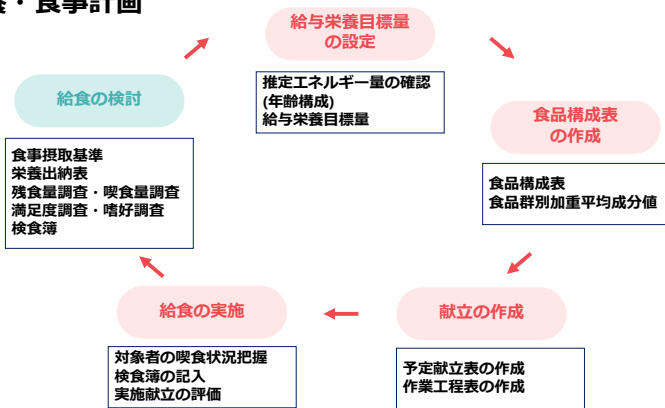 ・食事計画
給与栄養目標量
の設定
推定エネルギー量の確認
(年齢構成)
給与栄養目標量
食品構成表
の作成
食品構成表
食品群別加重平均成分値
献立の作成
予定献立表の作成
作業工程表の作成
給食の実施
対象者の喫食状況把握
検食簿の記入
実施献立の評価
給食の検討
食事摂取基準
栄養出納表
残食量調査・喫食量調査
満足度調査・嗜好調査
検食簿